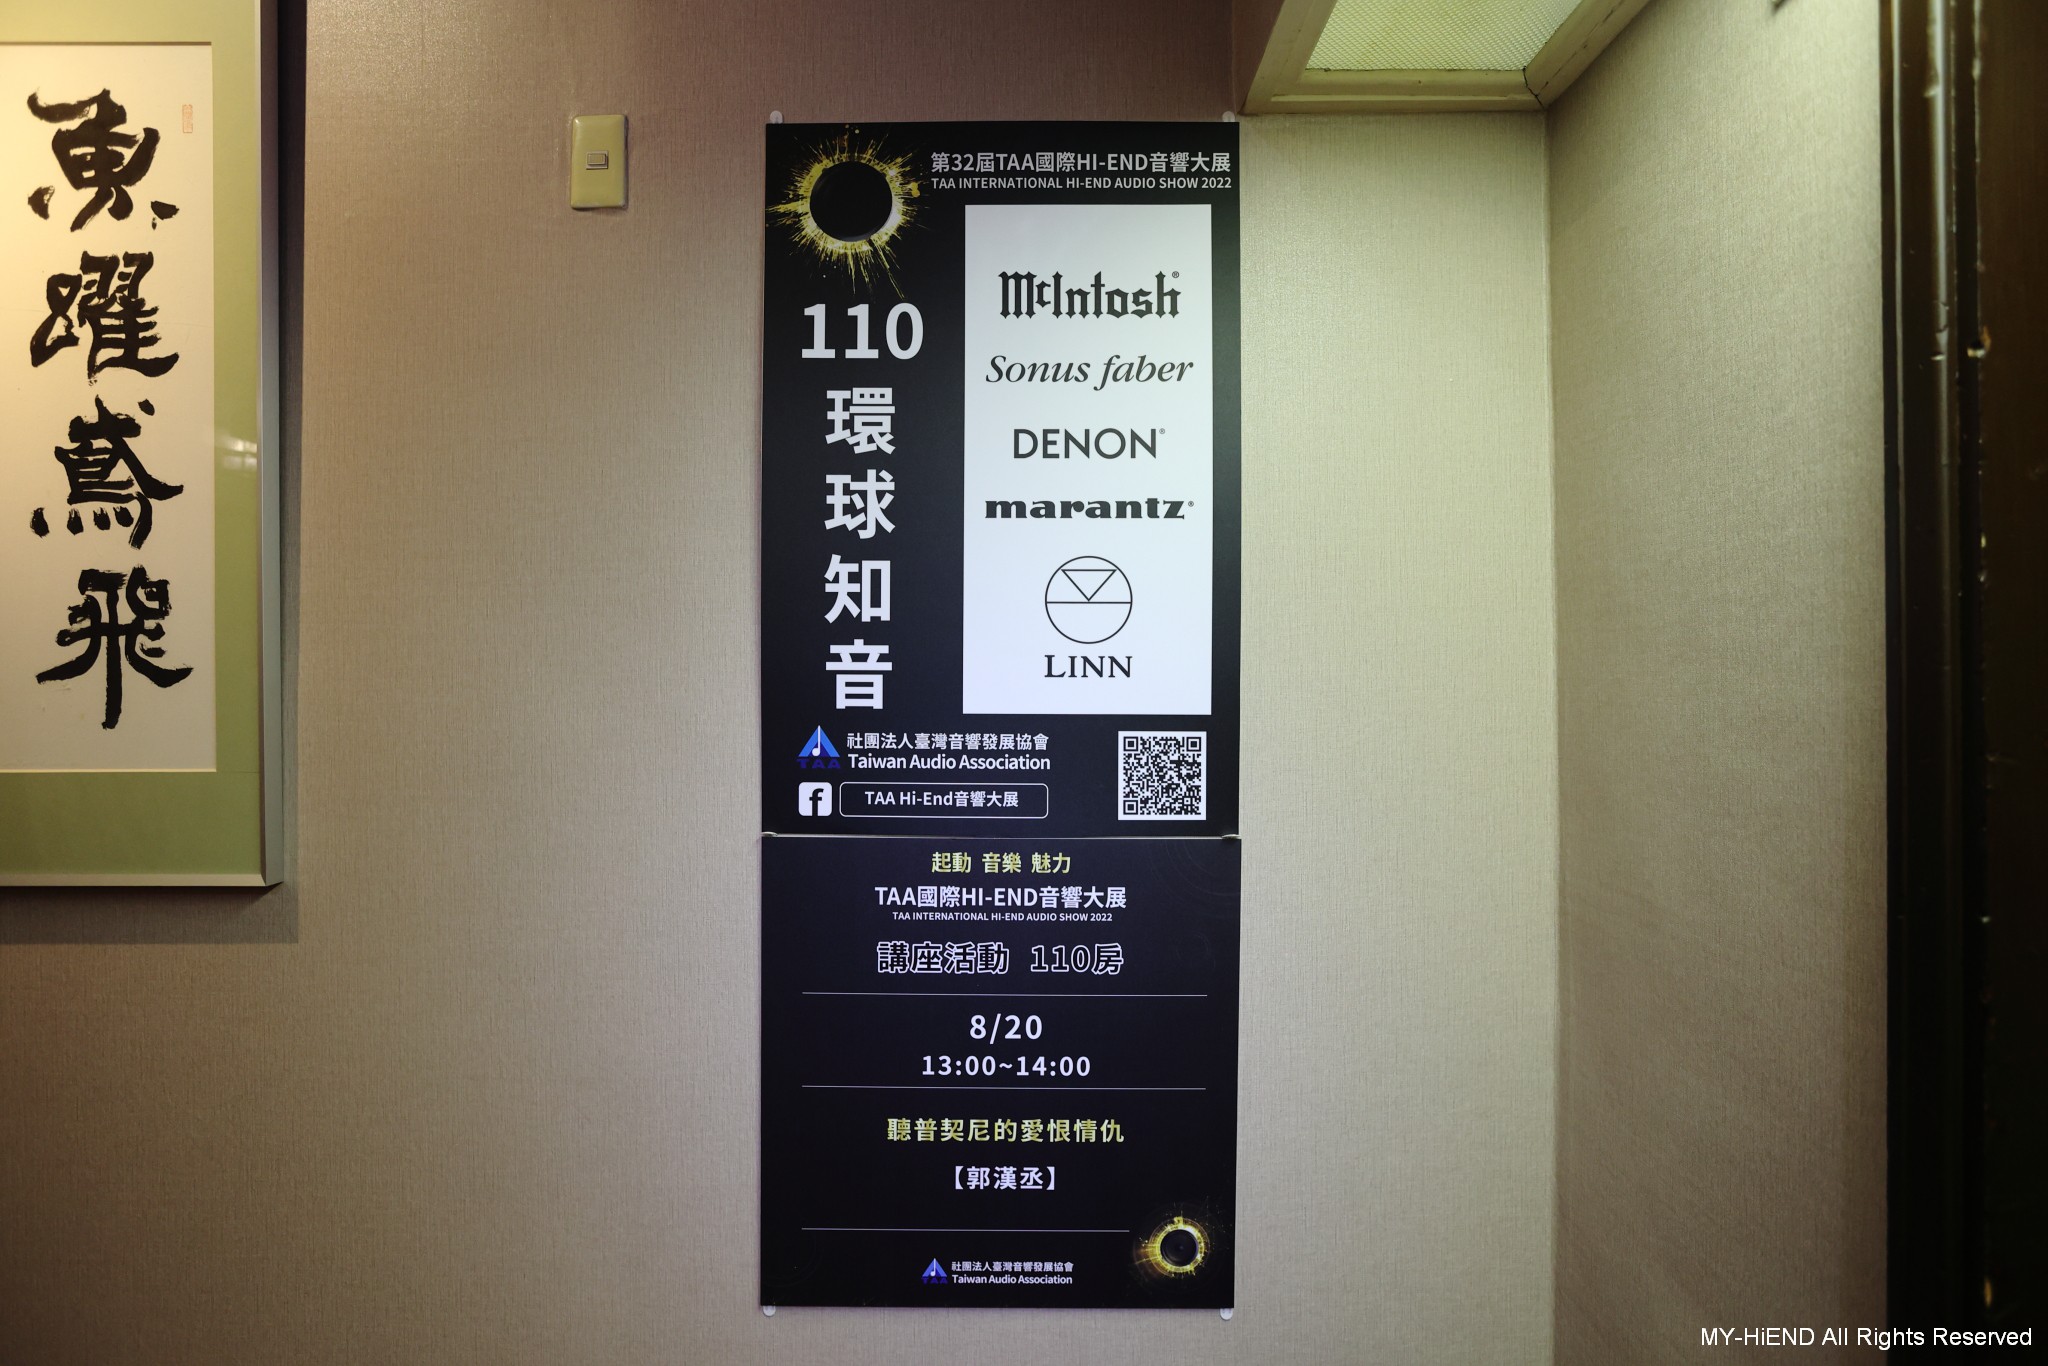 魚躍鳶飛
第32屆TAA國際HI-END音響大展
TAA INTERNATIONAL HI-END AUDIO SHOW 2022
110
環球知音
McIntosh®
Sonus faber
DENON®
marantz®
LINN
TAA
社團法人臺灣音響發展協會
Taiwan Audio Association
f
TAA Hi-End音響大展
起動 音樂 魅力
TAA國際HI-END音響大展
TAA INTERNATIONAL HI-END AUDIO SHOW 2022
講座活動 110房
8/20
13:00~14:00
聽普契尼的愛恨情仇
【郭漢丞】
TAA
社團法人臺灣音響發展協會
Taiwan Audio Association
MY-HiEND All Rights Reserved